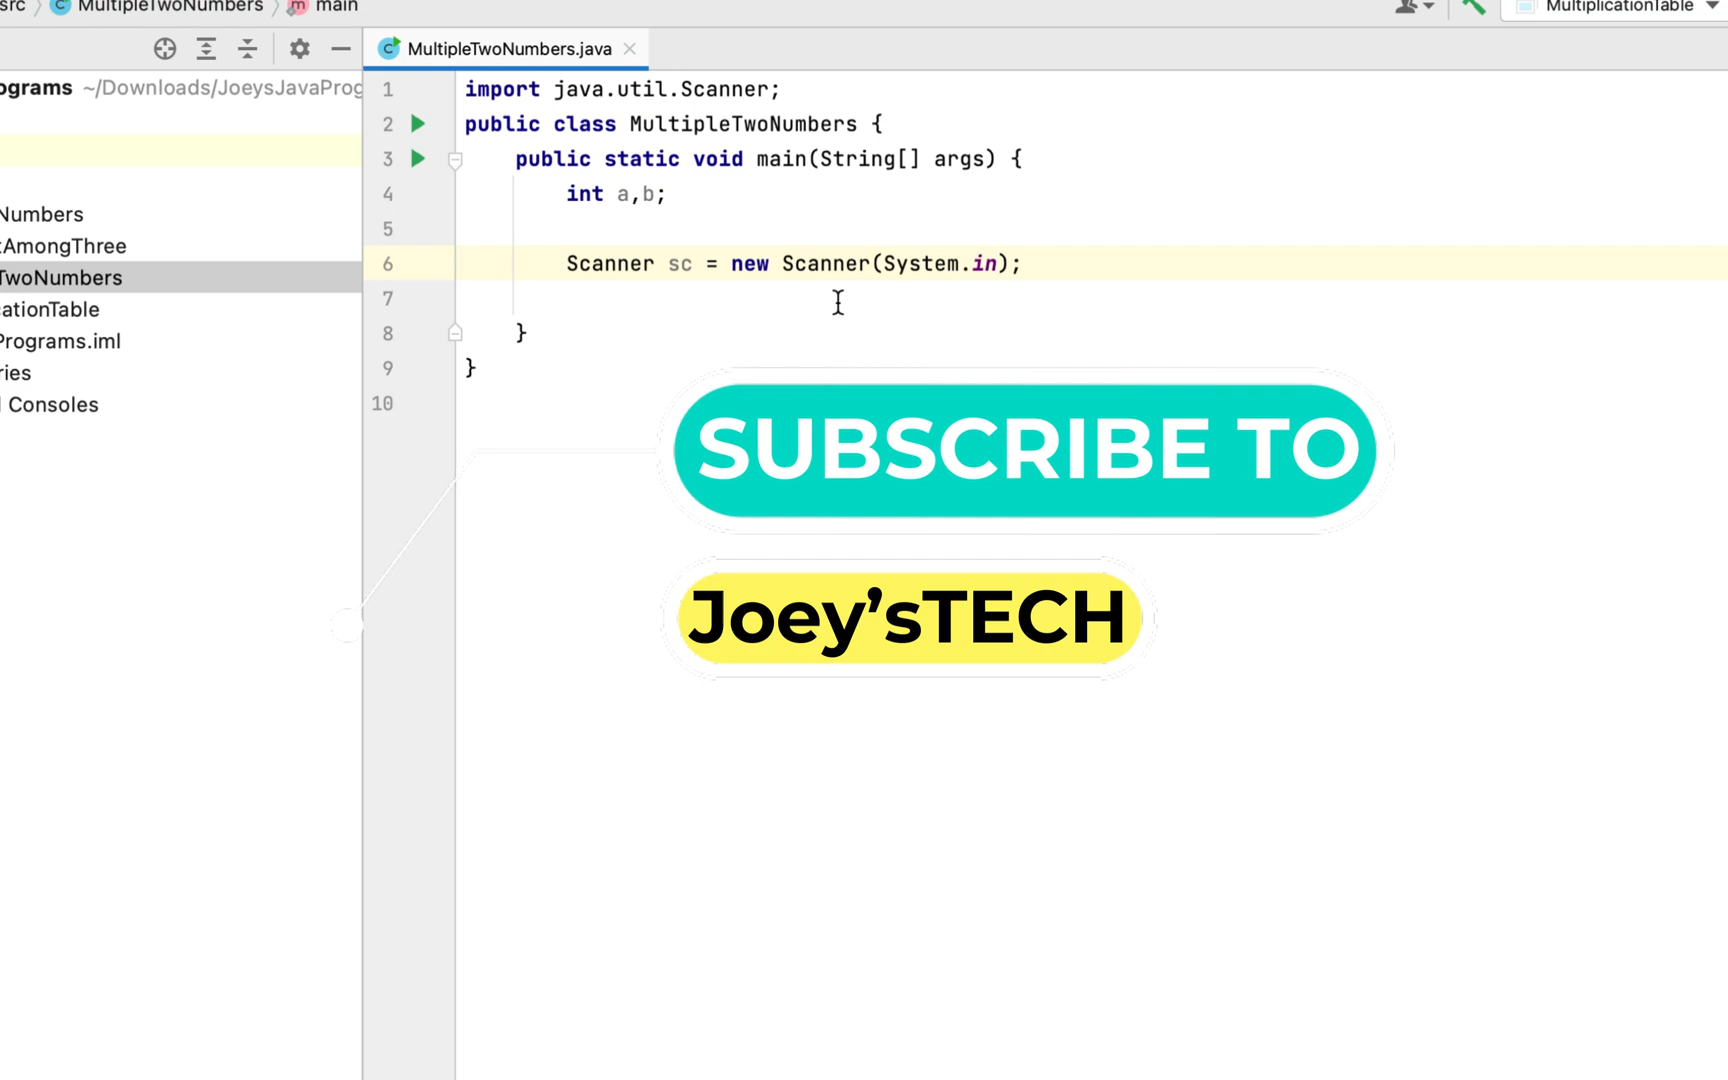 src > MultipleTwoNumbers > main
MultiplicationTable
MultipleTwoNumbers.java
ograms ~/Downloads/JoeysJavaProg
Numbers
tAmongThree
TwoNumbers
cationTable
Programs.iml
ries
l Consoles
1 import java.util.Scanner;
2 public class MultipleTwoNumbers {
3 public static void main(String[] args) {
4 int a,b;
5
6 Scanner sc = new Scanner(System.in);
7
8 }
9 }
10
SUBSCRIBE TO
Joey’sTECH